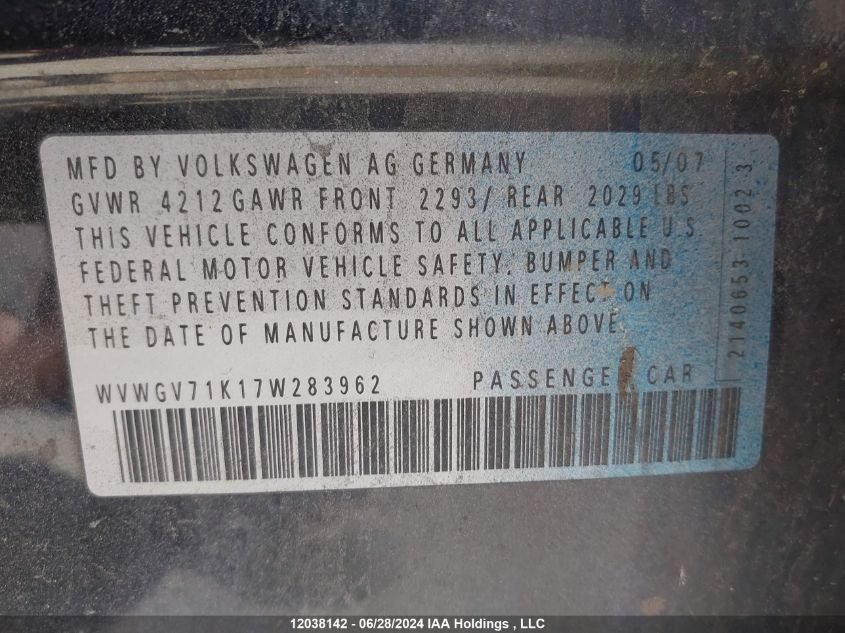 MFD BY VOLKSWAGEN AG GERMANY 05/07
GVWR 4212 GAWR FRONT 2293/ REAR 2029 LBS
THIS VEHICLE CONFORMS TO ALL APPLICABLE U.S.
FEDERAL MOTOR VEHICLE SAFETY, BUMPER AND
THEFT PREVENTION STANDARDS IN EFFECT ON
THE DATE OF MANUFACTURE SHOWN ABOVE.
WVWGV71K17W283962 PASSENGER CAR
2140653 10023
12038142 - 06/28/2024 IAA Holdings , LLC